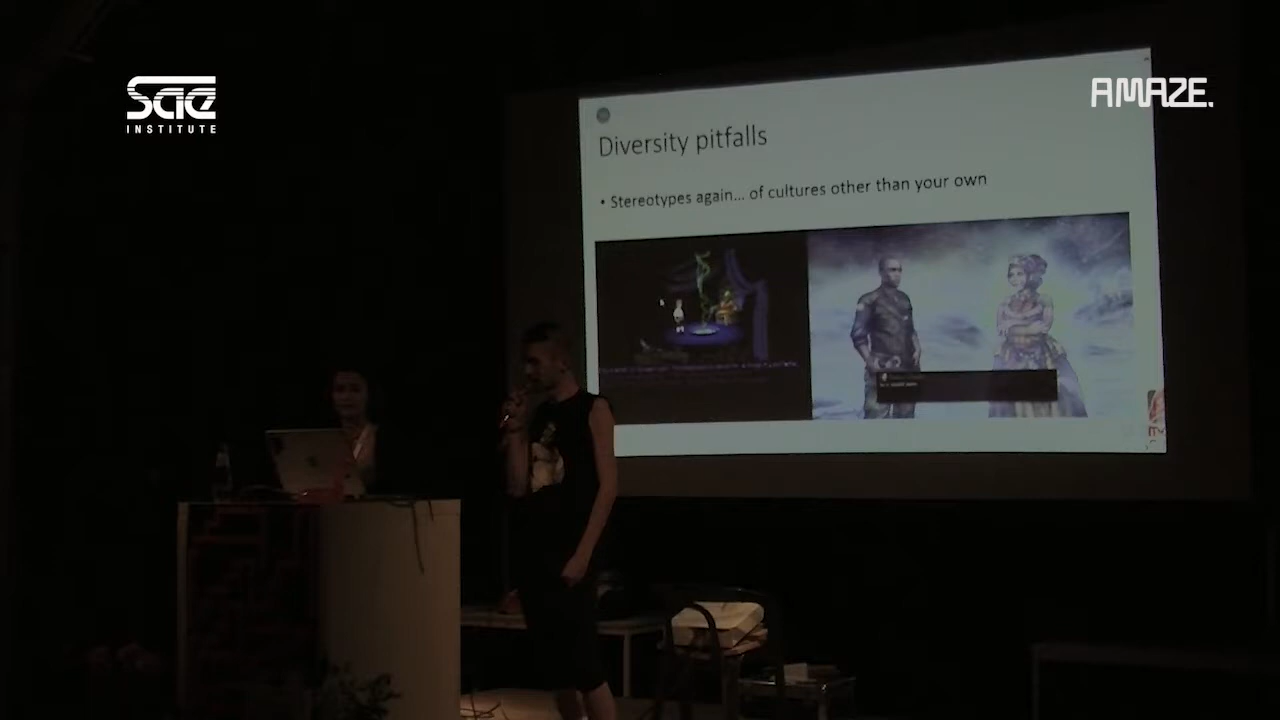 Sae
INSTITUTE
AMAZE.
Diversity pitfalls
• Stereotypes again... of cultures other than your own